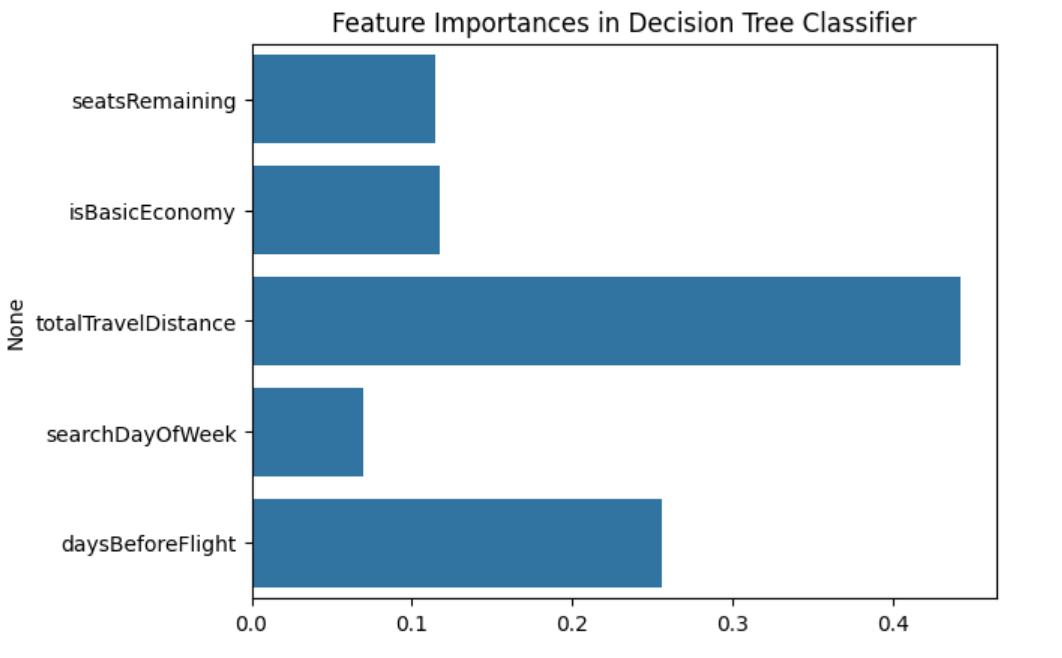 Feature Importances in Decision Tree Classifier
seatsRemaining
isBasicEconomy
totalTravelDistance
searchDayOfWeek
daysBeforeFlight
None
0.0 0.1 0.2 0.3 0.4